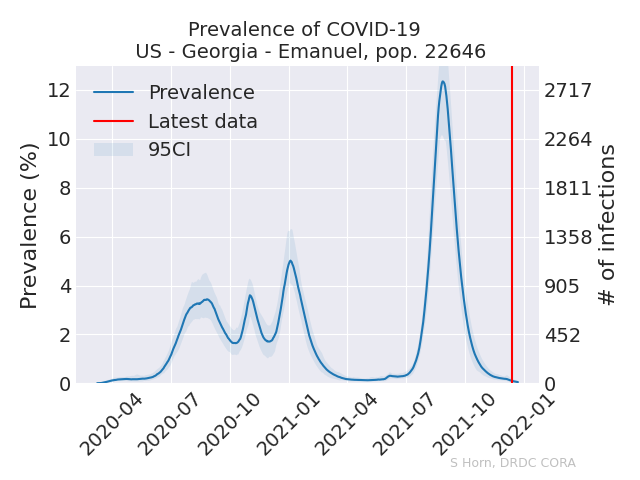 Prevalence of COVID-19
US - Georgia - Emanuel, pop. 22646
Prevalence
Latest data
95CI
Prevalence (%)
12
10
8
6
4
2
0
2717
2264
1811
1358
905
452
0
# of infections
2020-04
2020-07
2020-10
2021-01
2021-04
2021-07
2021-10
2022-01
S Horn, DRDC CORA